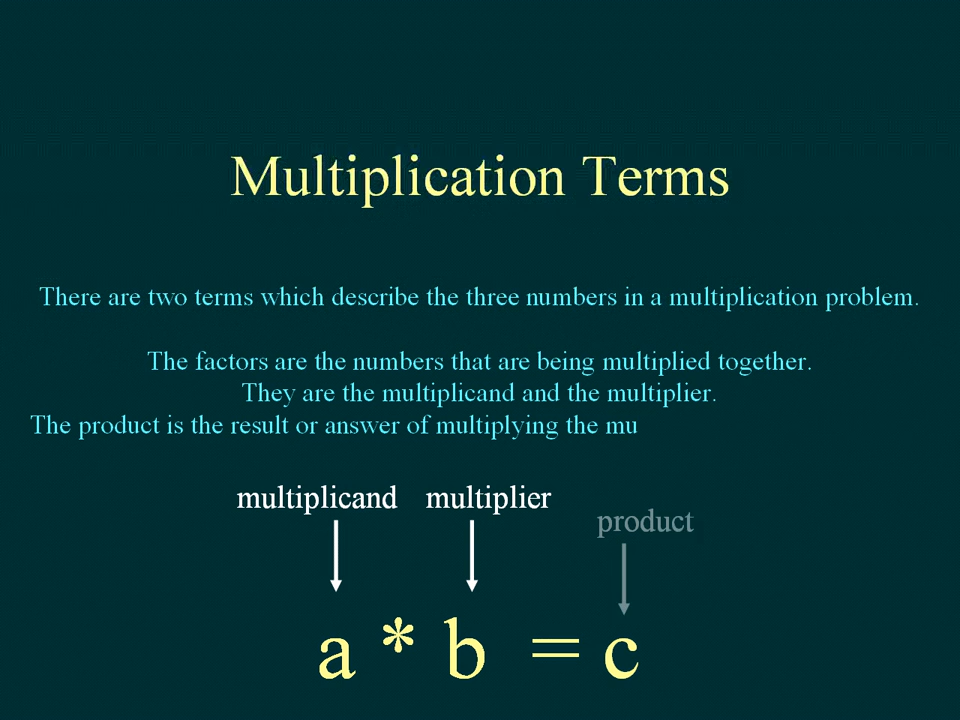 Multiplication Terms
There are two terms which describe the three numbers in a multiplication problem.
The factors are the numbers that are being multiplied together.
They are the multiplicand and the multiplier.
The product is the result or answer of multiplying the mu
multiplicand multiplier
product
a * b = c